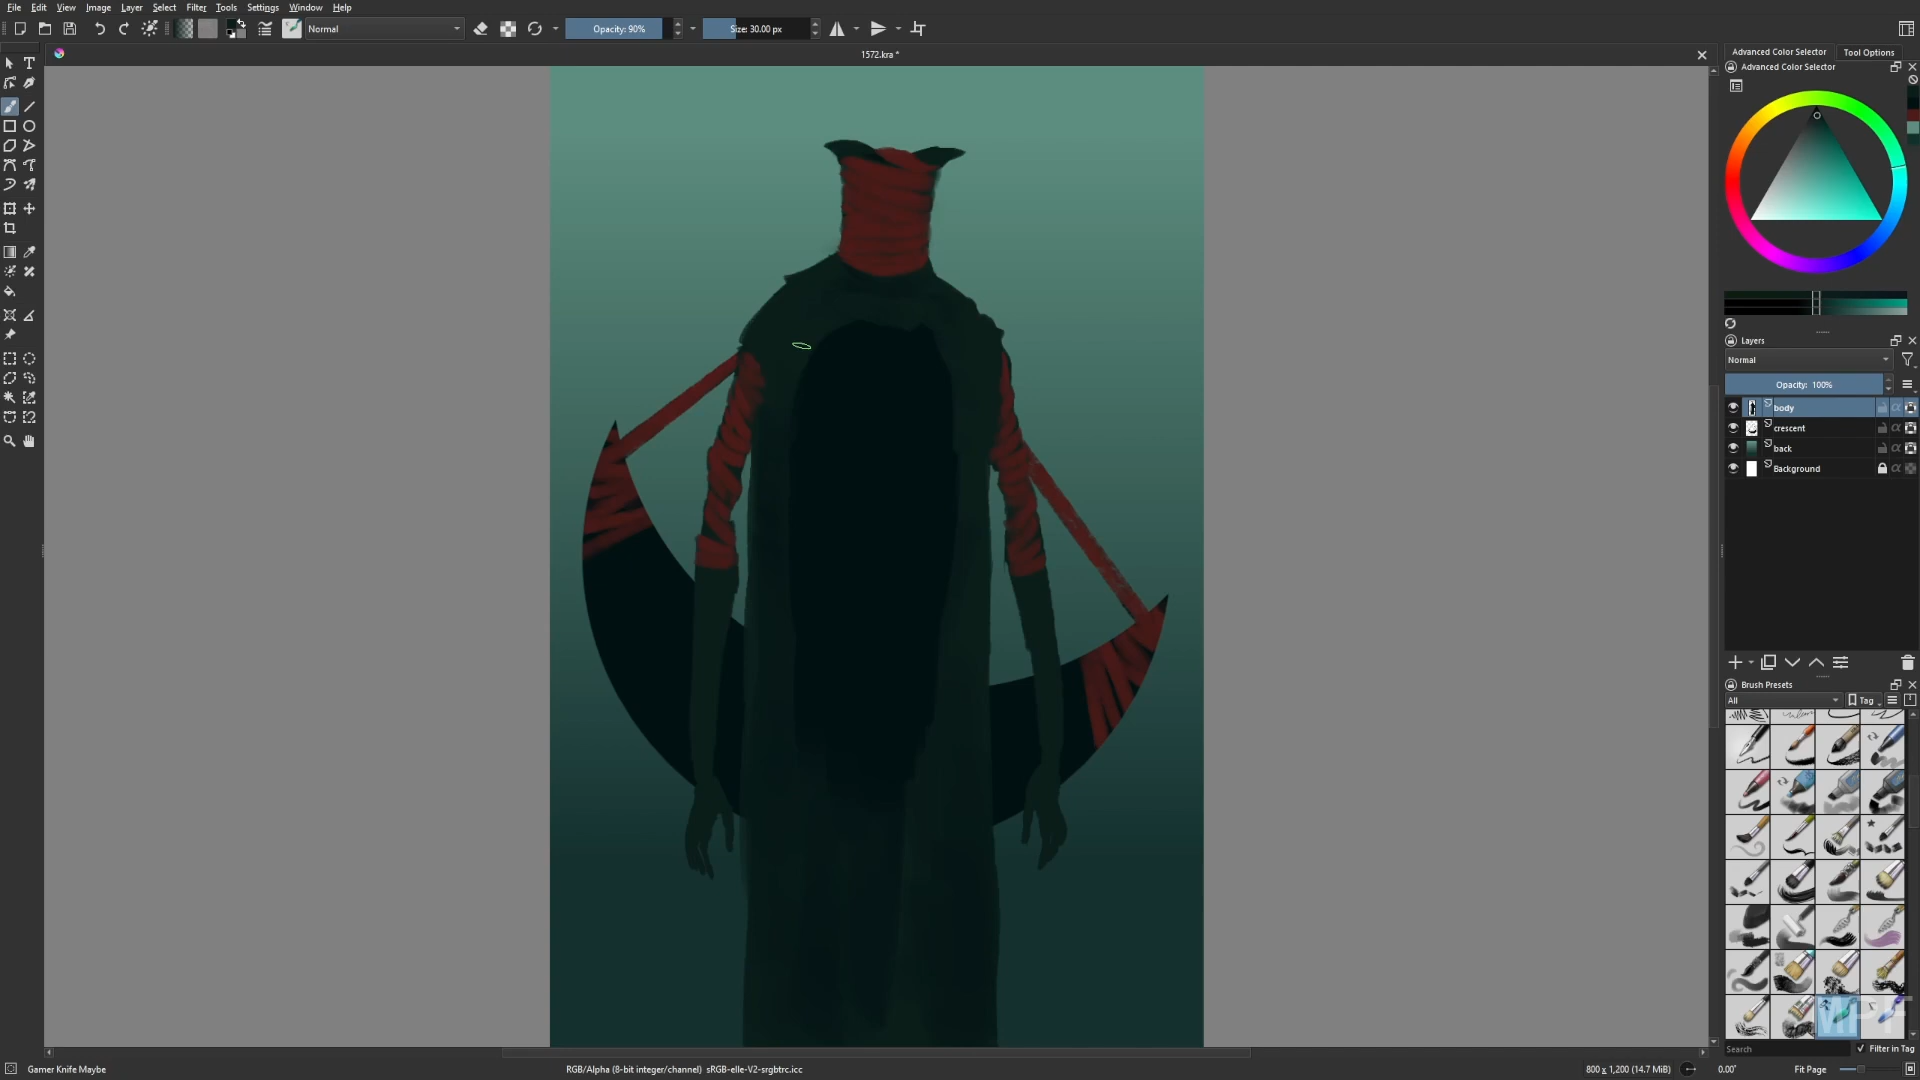 File Edit View Image Layer Select Filter Tools Settings Window Help
Normal
Opacity: 90%
Size: 30.00 px
1572.kra *
Advanced Color Selector
Tool Options
Advanced Color Selector
Layers
Normal
Opacity: 100%
body
crescent
back
Background
Brush Presets
All
Tag
MPF
Search
Filter in Tag
Gamer Knife Maybe
RGB/Alpha (8-bit integer/channel) sRGB-elle-V2-srgbtrc.icc
800 x 1,200 (14.7 MiB)
0.00°
Fit Page